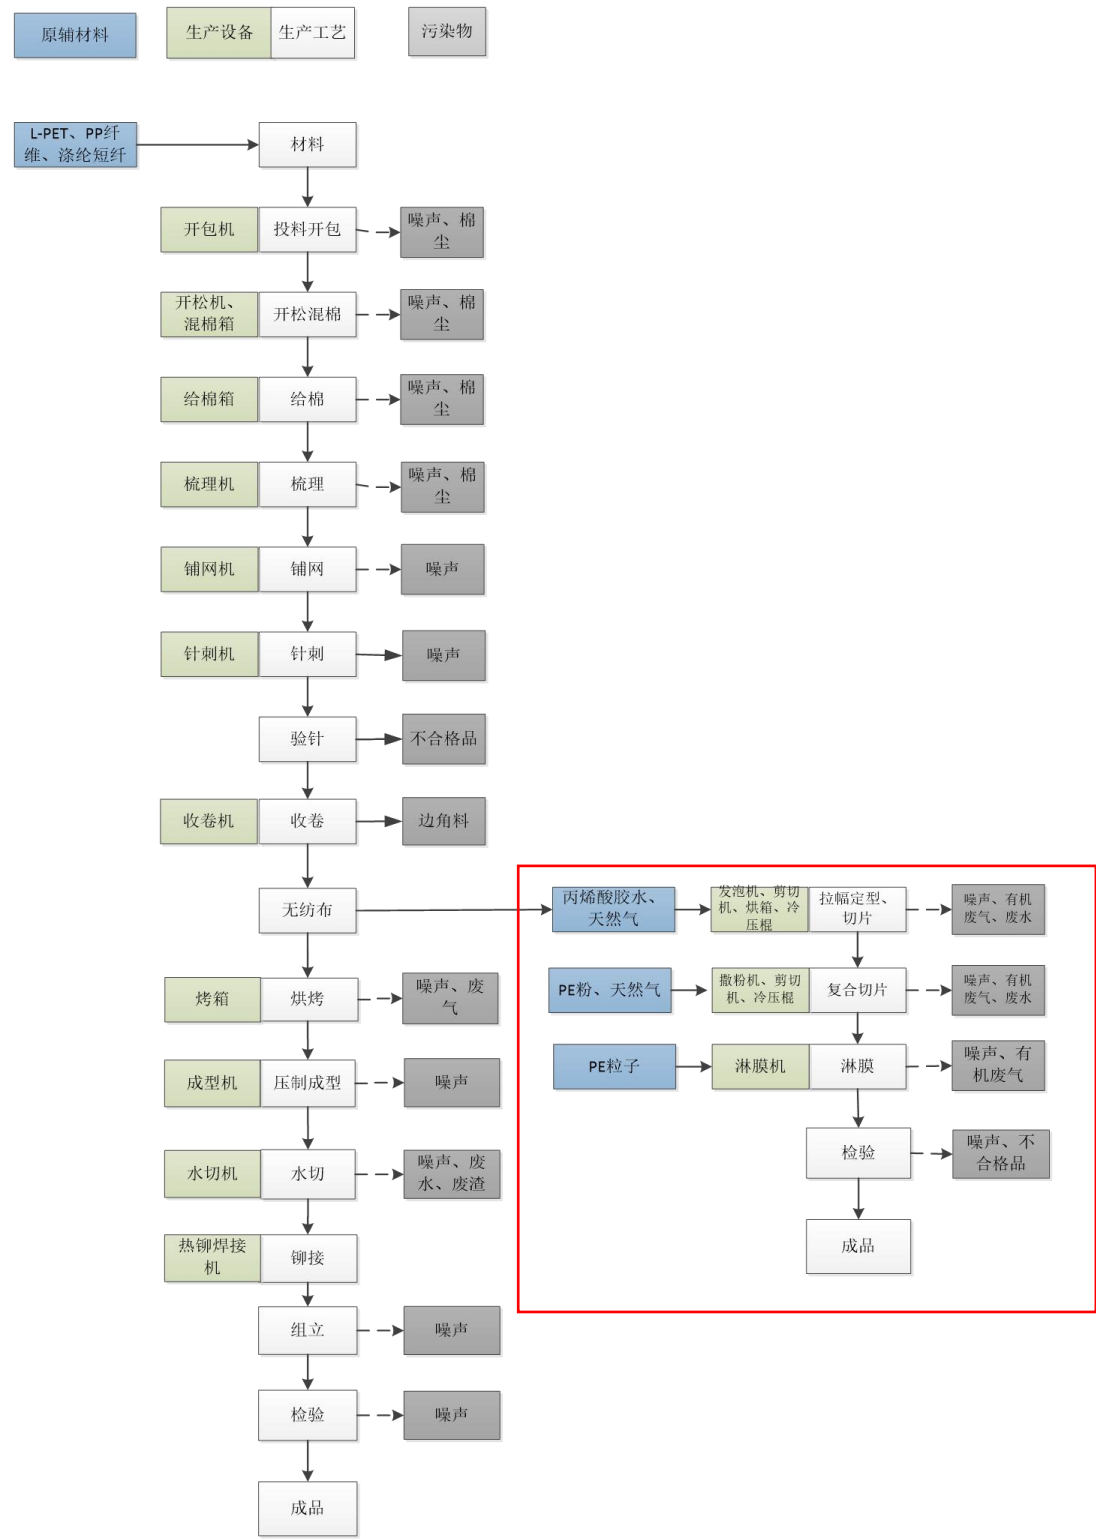 原辅材料
生产设备
生产工艺
污染物
L-PET、PP纤
维、涤纶短纤
材料
开包机
投料开包
噪声、棉
尘
开松机、
混棉箱
开松混棉
噪声、棉
尘
给棉箱
给棉
噪声、棉
尘
梳理机
梳理
噪声、棉
尘
铺网机
铺网
噪声
针刺机
针刺
噪声
验针
不合格品
收卷机
收卷
边角料
无纺布
烤箱
烘烤
噪声、废
气
成型机
压制成型
噪声
水切机
水切
噪声、废
水、废渣
热铆焊接
机
铆接
组立
噪声
检验
噪声
成品
丙烯酸胶水、
天然气
发泡机、剪切
机、烘箱、冷
压棍
拉幅定型、
切片
噪声、有机
废气、废水
PE粉、天然气
撒粉机、剪切
机、冷压棍
复合切片
噪声、有机
废气、废水
PE粒子
淋膜机
淋膜
噪声、有
机废气
检验
噪声、不
合格品
成品